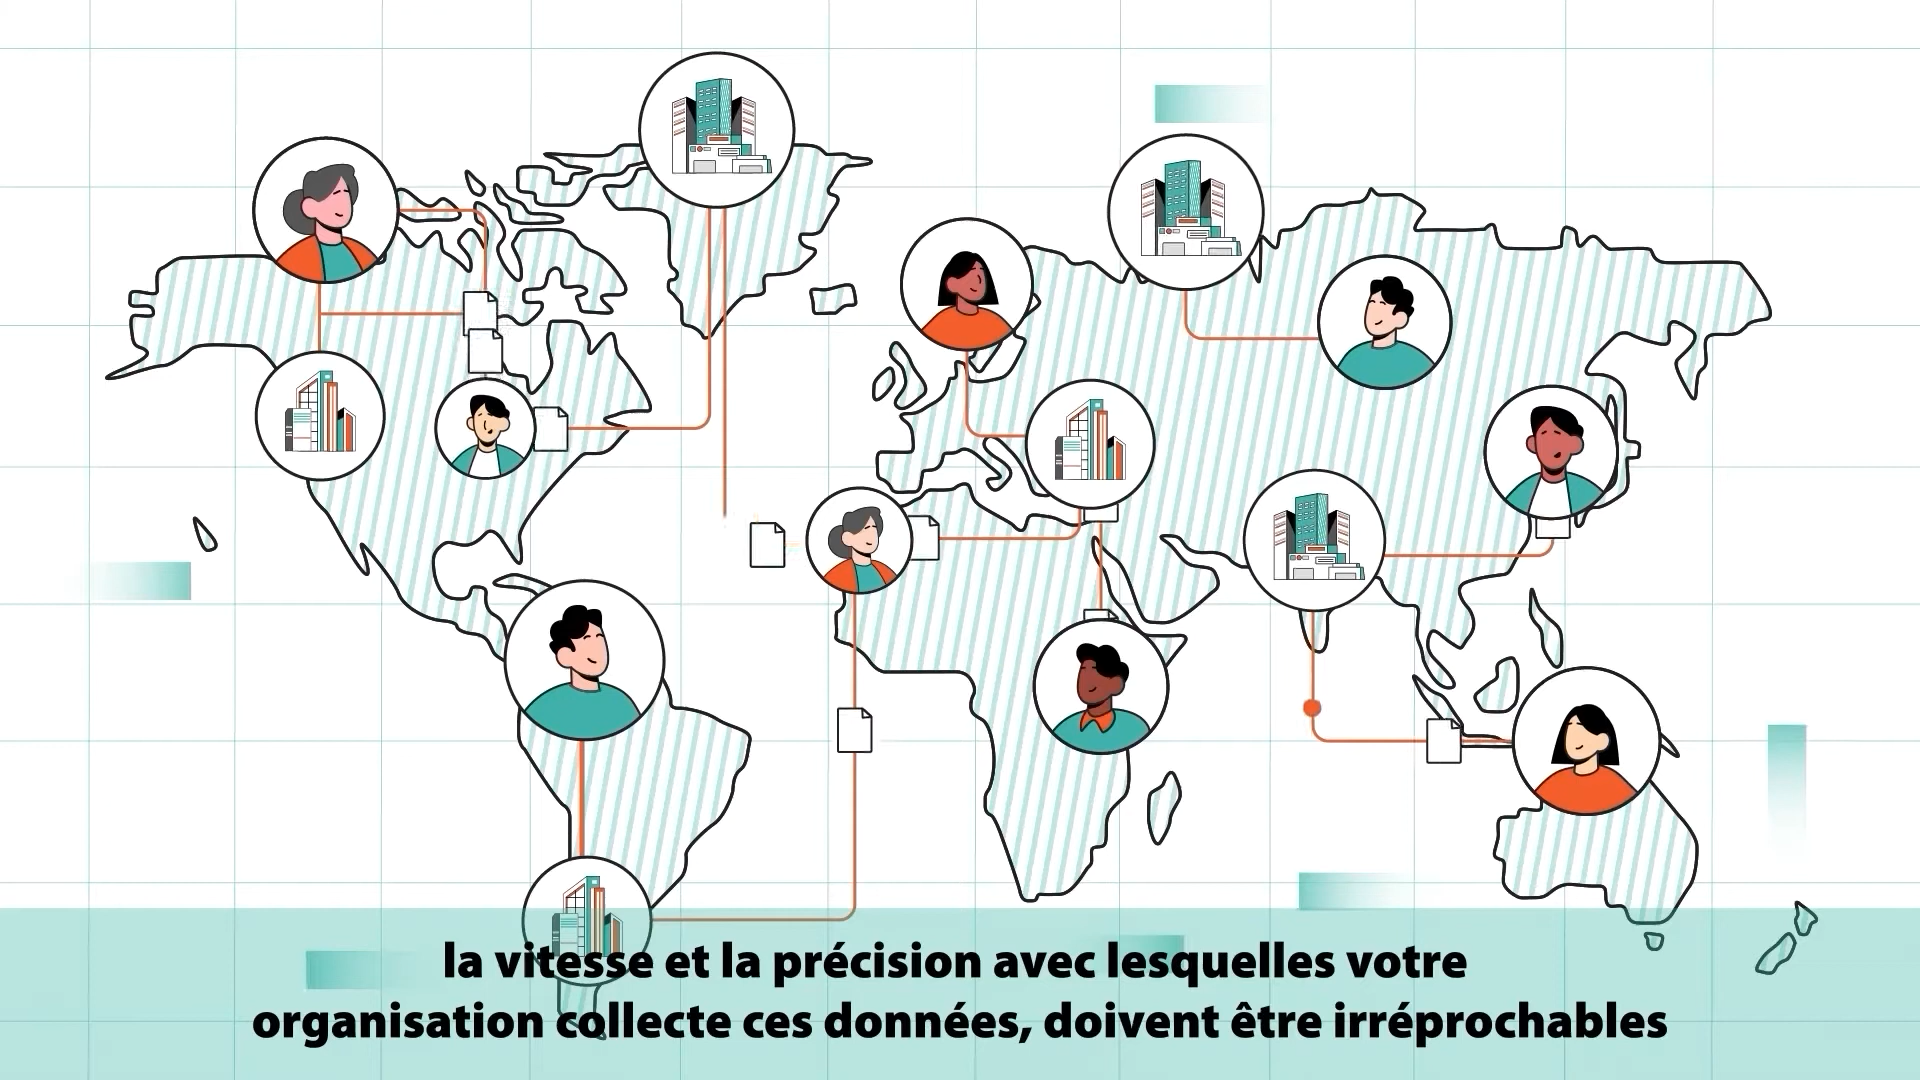 la vitesse et la précision avec lesquelles votre
organisation collecte ces données, doivent être irréprochables